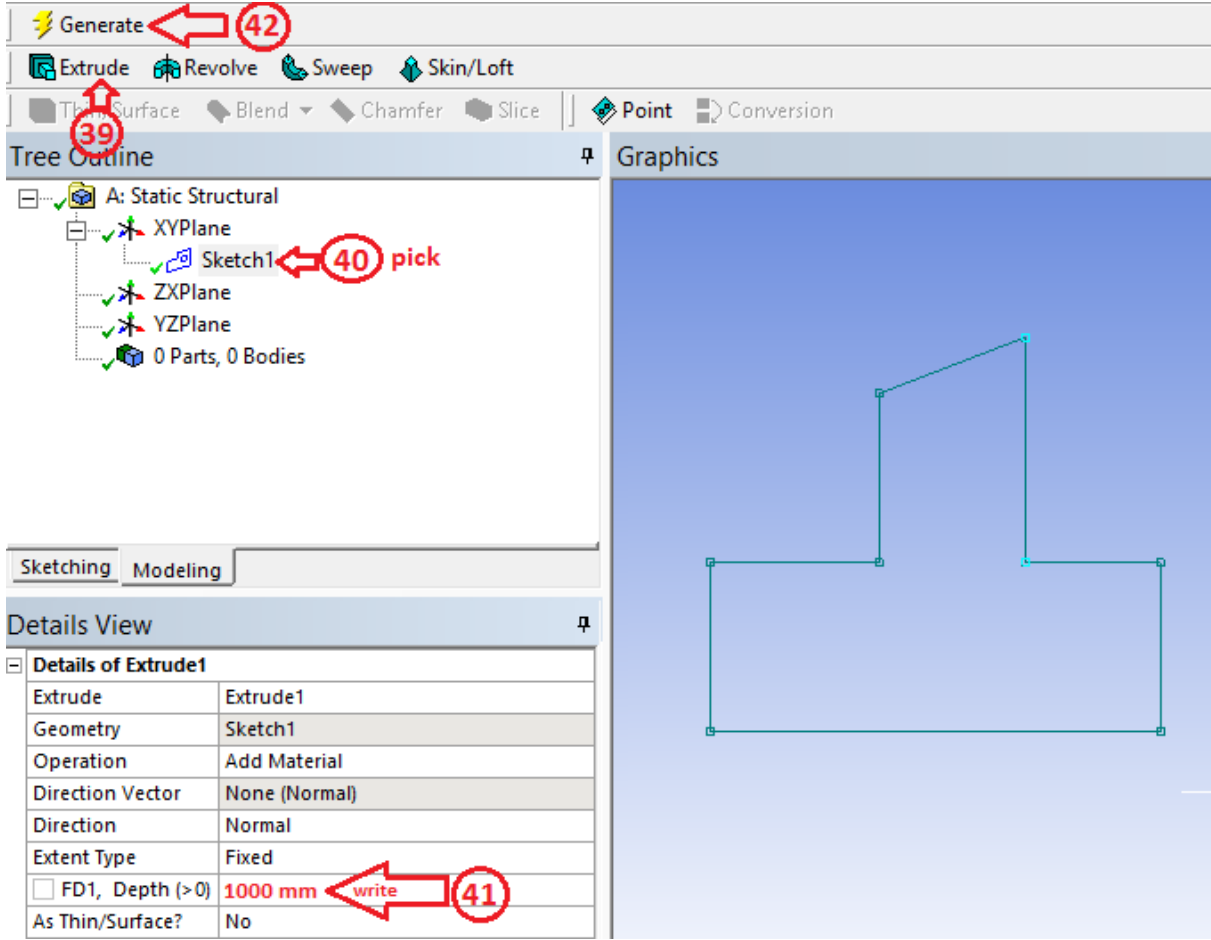 Generate 42
Extrude Revolve Sweep Skin/Loft
Thin/Surface Blend Chamfer Slice Point Conversion
39
Tree Outline Graphics
A: Static Structural
XYPlane
Sketch1 40 pick
ZXPlane
YZPlane
0 Parts, 0 Bodies
Sketching Modeling
Details View
Details of Extrude1
Extrude Extrude1
Geometry Sketch1
Operation Add Material
Direction Vector None (Normal)
Direction Normal
Extent Type Fixed
FD1, Depth (>0) 1000 mm write 41
As Thin/Surface? No